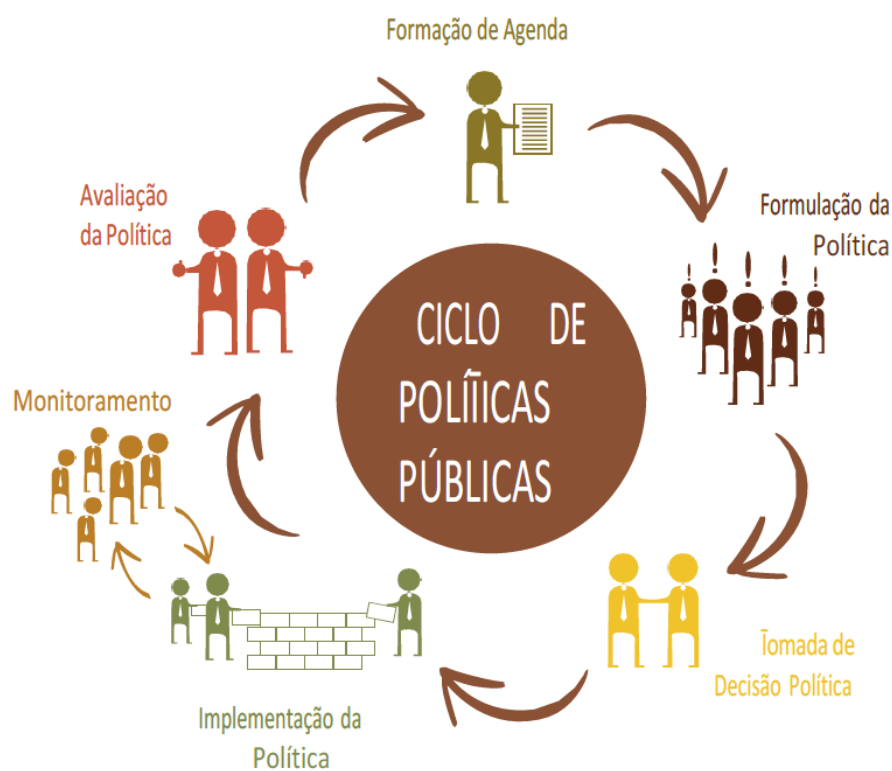 Formação de Agenda
Formulação da
Política
Tomada de
Decisão Política
Implementação da
Política
Monitoramento
Avaliação
da Política
CICLO DE
POLÍTICAS
PÚBLICAS